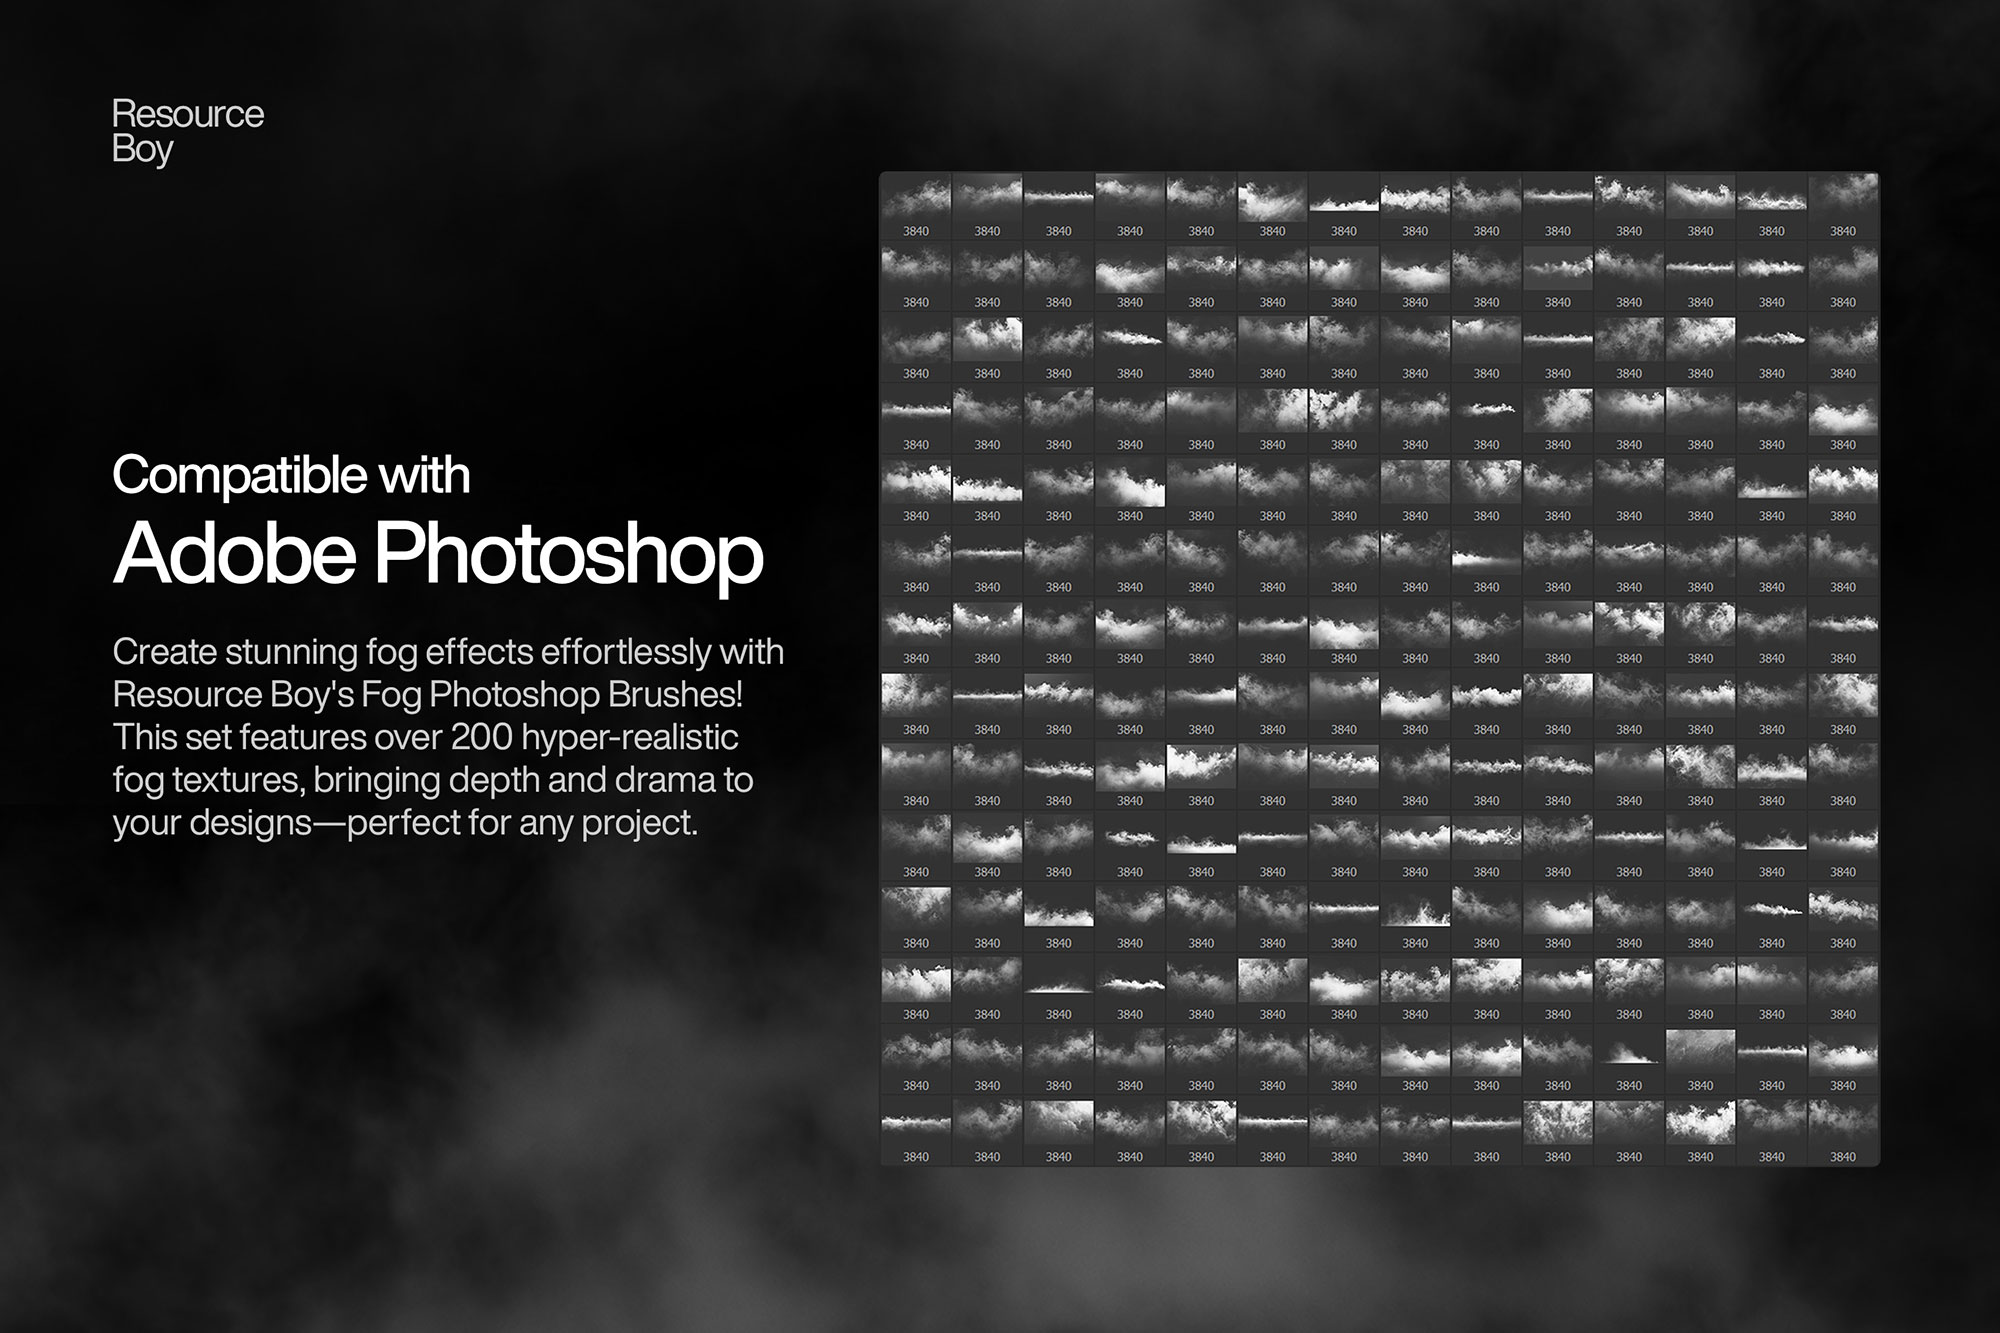 Resource
Boy
Compatible with
Adobe Photoshop
Create stunning fog effects effortlessly with
Resource Boy's Fog Photoshop Brushes!
This set features over 200 hyper-realistic
fog textures, bringing depth and drama to
your designs—perfect for any project.
3840 3840 3840 3840 3840 3840 3840 3840 3840 3840 3840 3840 3840 3840
3840 3840 3840 3840 3840 3840 3840 3840 3840 3840 3840 3840 3840 3840
3840 3840 3840 3840 3840 3840 3840 3840 3840 3840 3840 3840 3840 3840
3840 3840 3840 3840 3840 3840 3840 3840 3840 3840 3840 3840 3840 3840
3840 3840 3840 3840 3840 3840 3840 3840 3840 3840 3840 3840 3840 3840
3840 3840 3840 3840 3840 3840 3840 3840 3840 3840 3840 3840 3840 3840
3840 3840 3840 3840 3840 3840 3840 3840 3840 3840 3840 3840 3840 3840
3840 3840 3840 3840 3840 3840 3840 3840 3840 3840 3840 3840 3840 3840
3840 3840 3840 3840 3840 3840 3840 3840 3840 3840 3840 3840 3840 3840
3840 3840 3840 3840 3840 3840 3840 3840 3840 3840 3840 3840 3840 3840
3840 3840 3840 3840 3840 3840 3840 3840 3840 3840 3840 3840 3840 3840
3840 3840 3840 3840 3840 3840 3840 3840 3840 3840 3840 3840 3840 3840
3840 3840 3840 3840 3840 3840 3840 3840 3840 3840 3840 3840 3840 3840
3840 3840 3840 3840 3840 3840 3840 3840 3840 3840 3840 3840 3840 3840